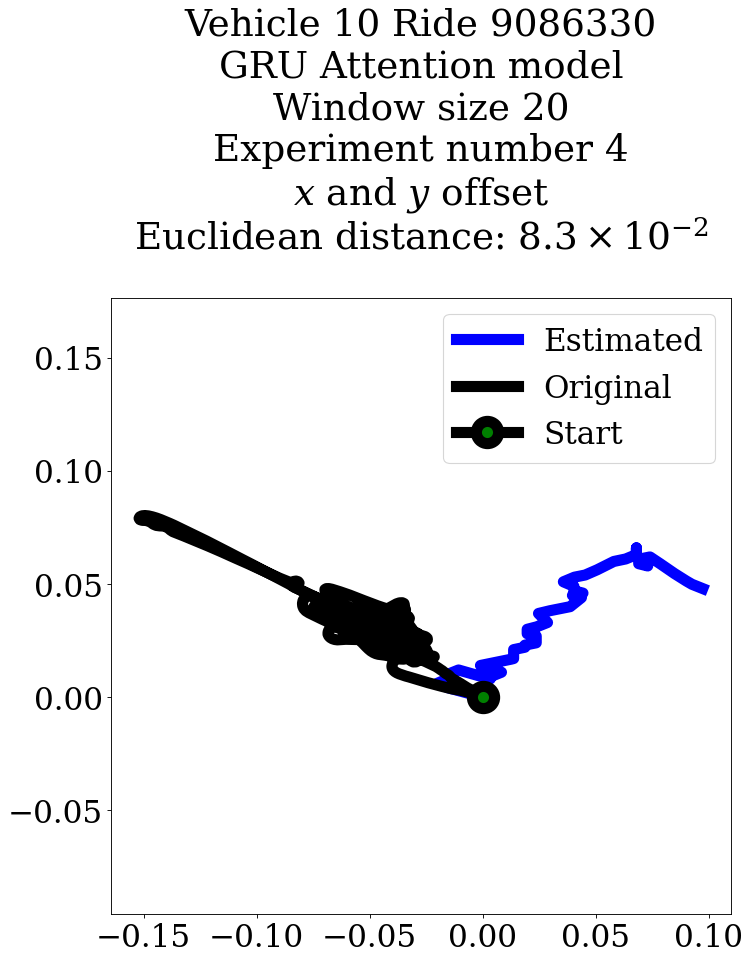 Vehicle 10 Ride 9086330
GRU Attention model
Window size 20
Experiment number 4
x and y offset
Euclidean distance: 8.3 × 10⁻²
Estimated
Original
Start
0.15
0.10
0.05
0.00
−0.05
−0.15 −0.10 −0.05 0.00 0.05 0.10